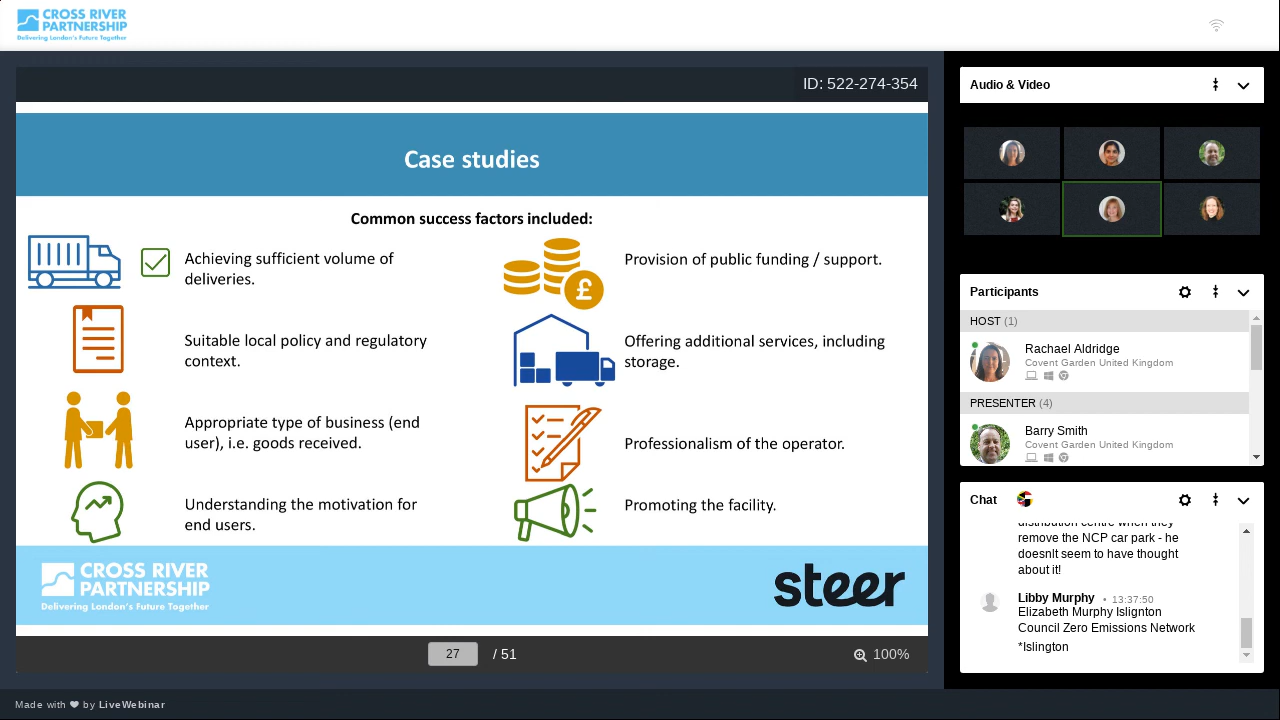 CROSS RIVER
PARTNERSHIP
Delivering London's Future Together
ID: 522-274-354
Case studies
Common success factors included:
Achieving sufficient volume of
deliveries.
Suitable local policy and regulatory
context.
Appropriate type of business (end
user), i.e. goods received.
Understanding the motivation for
end users.
Provision of public funding / support.
£
Offering additional services, including
storage.
Professionalism of the operator.
Promoting the facility.
CROSS RIVER
PARTNERSHIP
Delivering London's Future Together
steer
27 / 51
100%
Audio & Video
Participants
HOST (1)
Rachael Aldridge
Covent Garden United Kingdom
PRESENTER (4)
Barry Smith
Covent Garden United Kingdom
Chat
distribution centre when they
remove the NCP car park - he
doesnlt seem to have thought
about it!
Libby Murphy • 13:37:50
Elizabeth Murphy Islignton
Council Zero Emissions Network
*Islington
Made with ❤ by LiveWebinar